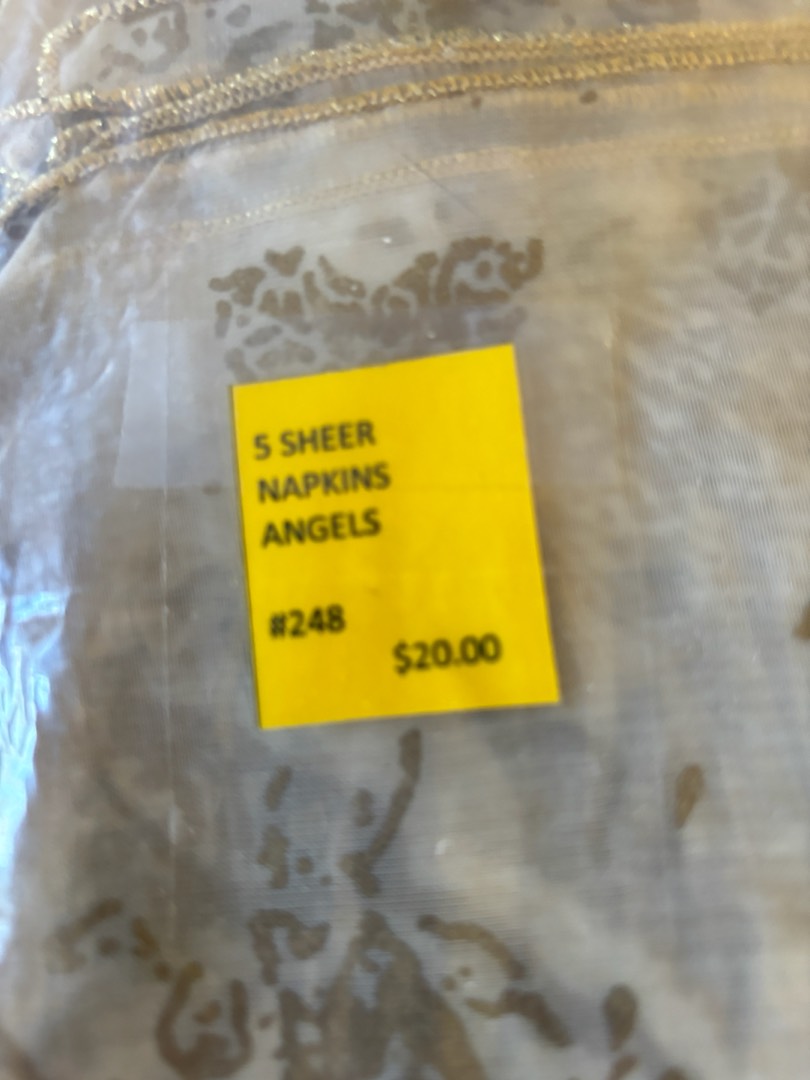 5 SHEER
NAPKINS
ANGELS
#248
$20.00